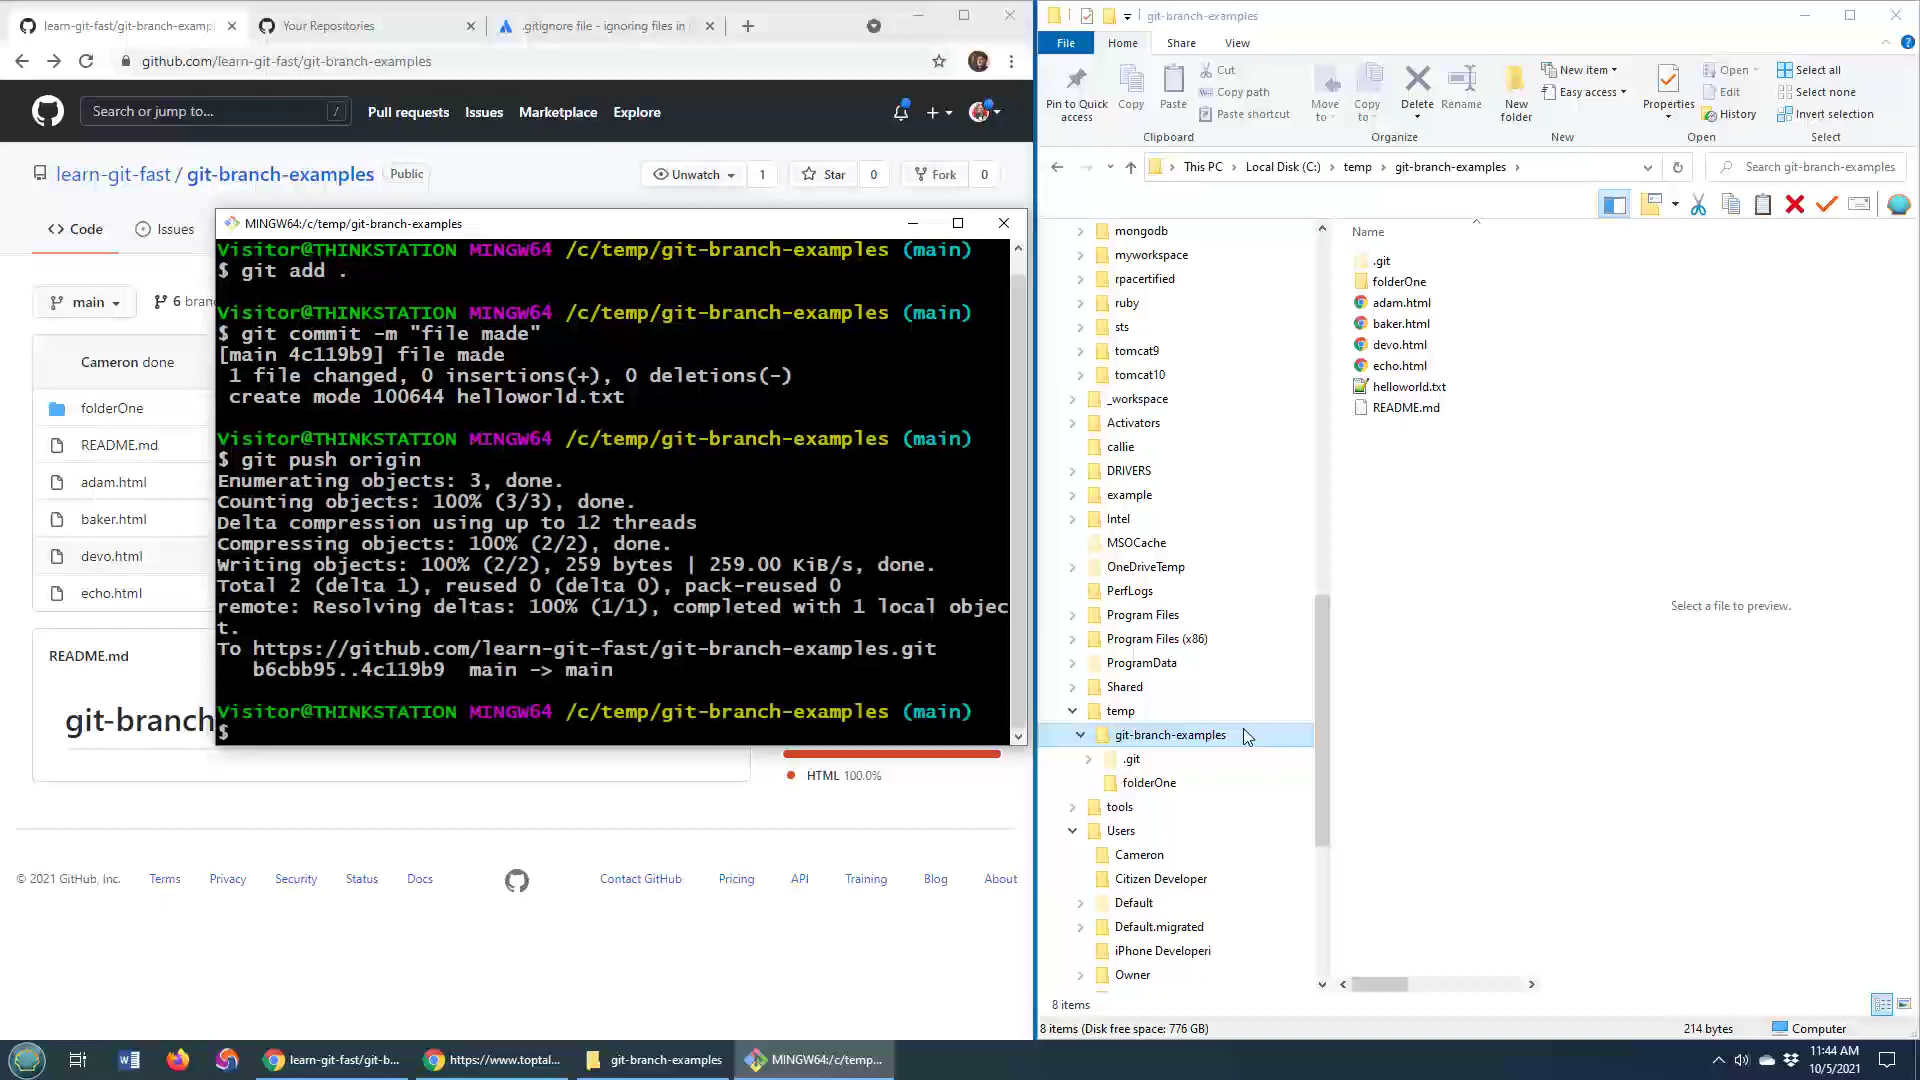 learn-git-fast/git-branch-examp
Your Repositories
.gitignore file - ignoring files in
github.com/learn-git-fast/git-branch-examples
Search or jump to...
/
Pull requests
Issues
Marketplace
Explore
learn-git-fast / git-branch-examples
Public
Unwatch
1
Star
0
Fork
0
Code
Issues
main
6 bran
Cameron done
folderOne
README.md
adam.html
baker.html
devo.html
echo.html
README.md
git-branch
HTML 100.0%
© 2021 GitHub, Inc.
Terms
Privacy
Security
Status
Docs
Contact GitHub
Pricing
API
Training
Blog
About
MINGW64:/c/temp/git-branch-examples
Visitor@THINKSTATION MINGW64 /c/temp/git-branch-examples (main)
$ git add .
Visitor@THINKSTATION MINGW64 /c/temp/git-branch-examples (main)
$ git commit -m "file made"
[main 4c119b9] file made
1 file changed, 0 insertions(+), 0 deletions(-)
create mode 100644 helloworld.txt
Visitor@THINKSTATION MINGW64 /c/temp/git-branch-examples (main)
$ git push origin
Enumerating objects: 3, done.
Counting objects: 100% (3/3), done.
Delta compression using up to 12 threads
Compressing objects: 100% (2/2), done.
Writing objects: 100% (2/2), 259 bytes | 259.00 KiB/s, done.
Total 2 (delta 1), reused 0 (delta 0), pack-reused 0
remote: Resolving deltas: 100% (1/1), completed with 1 local objec
t.
To https://github.com/learn-git-fast/git-branch-examples.git
b6cbb95..4c119b9  main -> main
Visitor@THINKSTATION MINGW64 /c/temp/git-branch-examples (main)
$
git-branch-examples
File
Home
Share
View
Pin to Quick access
Copy
Paste
Cut
Copy path
Paste shortcut
Clipboard
Move to
Copy to
Delete
Rename
Organize
New folder
New item
Easy access
New
Properties
Open
Edit
History
Open
Select all
Select none
Invert selection
Select
This PC
Local Disk (C:)
temp
git-branch-examples
Search git-branch-examples
mongodb
myworkspace
rpacertified
ruby
sts
tomcat9
tomcat10
_workspace
Activators
callie
DRIVERS
example
Intel
MSOCache
OneDriveTemp
PerfLogs
Program Files
Program Files (x86)
ProgramData
Shared
temp
git-branch-examples
.git
folderOne
tools
Users
Cameron
Citizen Developer
Default
Default.migrated
iPhone Developeri
Owner
Name
.git
folderOne
adam.html
baker.html
devo.html
echo.html
helloworld.txt
README.md
Select a file to preview.
8 items
8 items (Disk free space: 776 GB)
214 bytes
Computer
learn-git-fast/git-b...
https://www.toptal...
git-branch-examples
MINGW64:/c/temp...
11:44 AM
10/5/2021